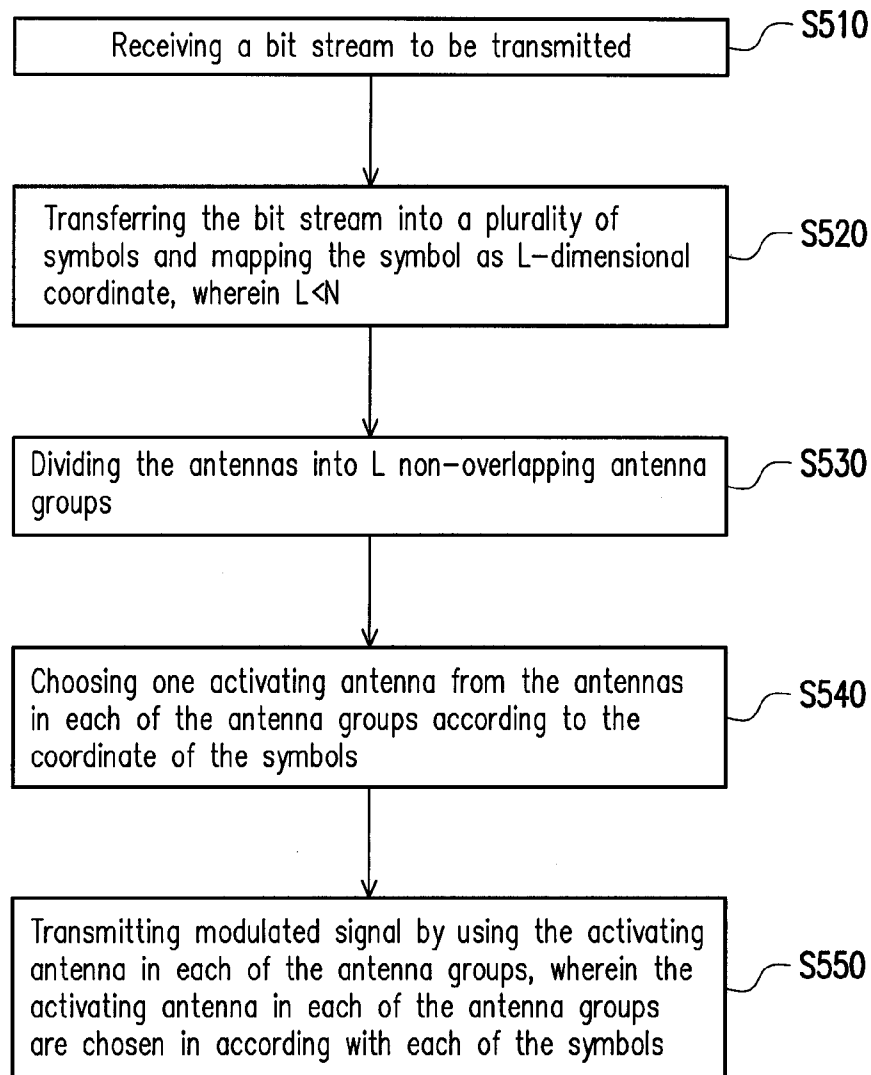 Receiving a bit stream to be transmitted
S510
Transferring the bit stream into a plurality of
symbols and mapping the symbol as L-dimensional
coordinate, wherein L<N
S520
Dividing the antennas into L non-overlapping antenna
groups
S530
Choosing one activating antenna from the antennas
in each of the antenna groups according to the
coordinate of the symbols
S540
Transmitting modulated signal by using the activating
antenna in each of the antenna groups, wherein the
activating antenna in each of the antenna groups
are chosen in according with each of the symbols
S550